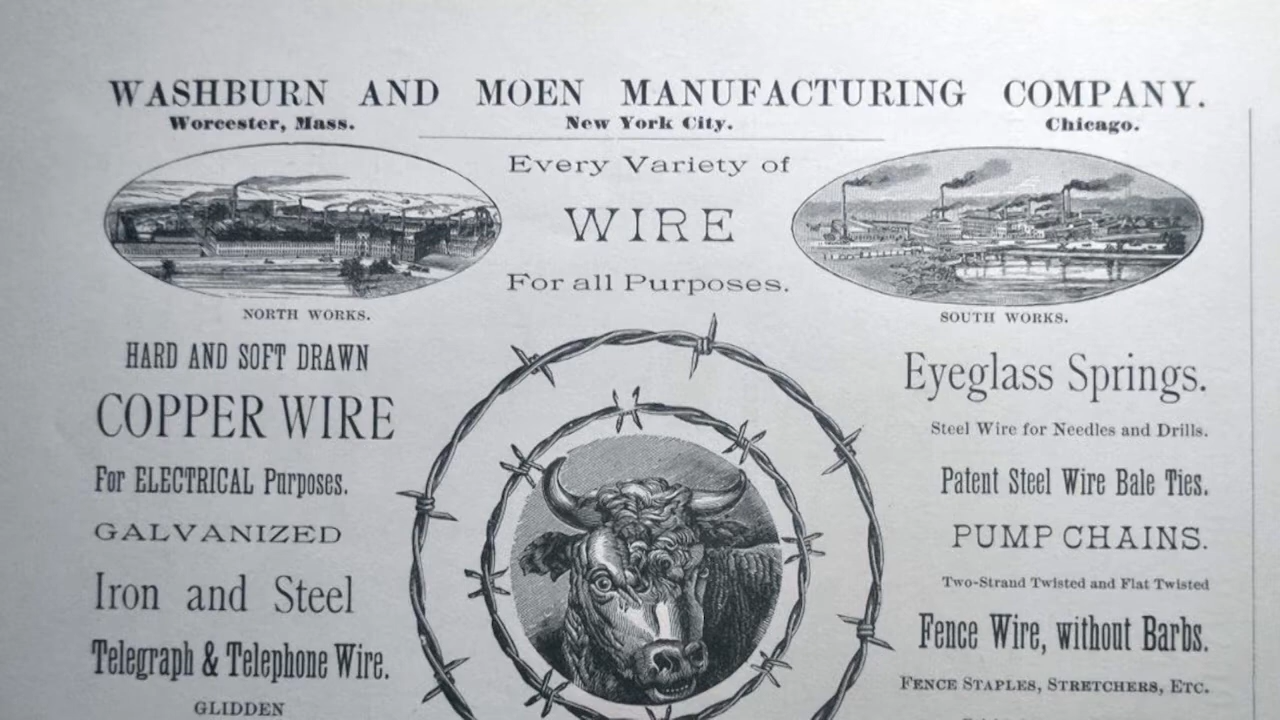 WASHBURN AND MOEN MANUFACTURING COMPANY.
Worcester, Mass.
New York City.
Chicago.
Every Variety of
WIRE
For all Purposes.
NORTH WORKS.
SOUTH WORKS.
HARD AND SOFT DRAWN
COPPER WIRE
For ELECTRICAL Purposes.
GALVANIZED
Iron and Steel
Telegraph & Telephone Wire.
GLIDDEN
Eyeglass Springs.
Steel Wire for Needles and Drills.
Patent Steel Wire Bale Ties.
PUMP CHAINS.
Two-Strand Twisted and Flat Twisted
Fence Wire, without Barbs.
FENCE STAPLES, STRETCHERS, ETC.